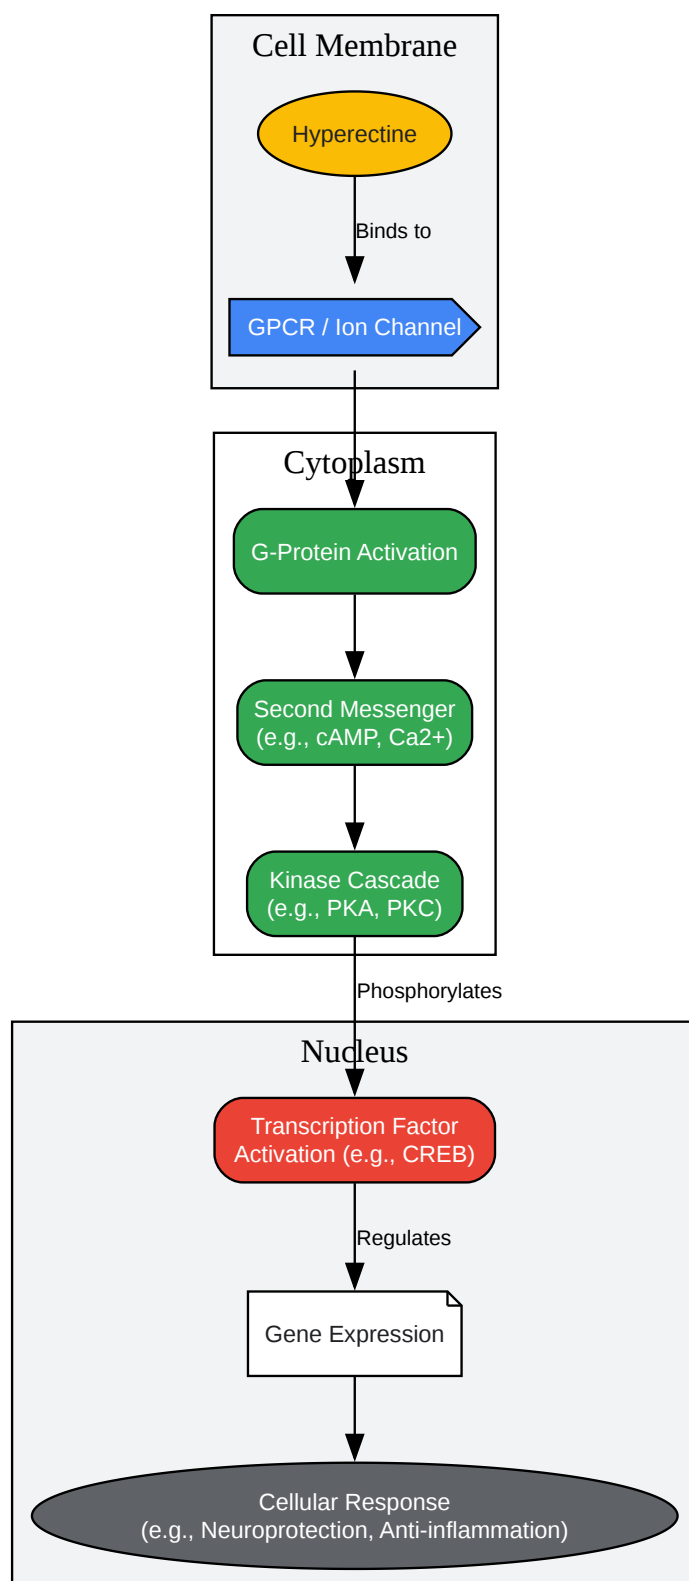 Cell Membrane
Hyperectine
Binds to
GPCR / Ion Channel
Cytoplasm
G-Protein Activation
Second Messenger
(e.g., cAMP, Ca2+)
Kinase Cascade
(e.g., PKA, PKC)
Phosphorylates
Nucleus
Transcription Factor
Activation (e.g., CREB)
Regulates
Gene Expression
Cellular Response
(e.g., Neuroprotection, Anti-inflammation)